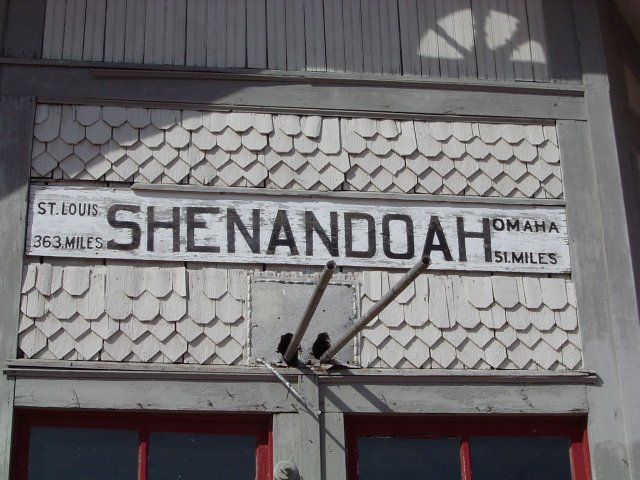 ST. LOUIS
363.MILES
SHENANDOAH
OMAHA
51.MILES